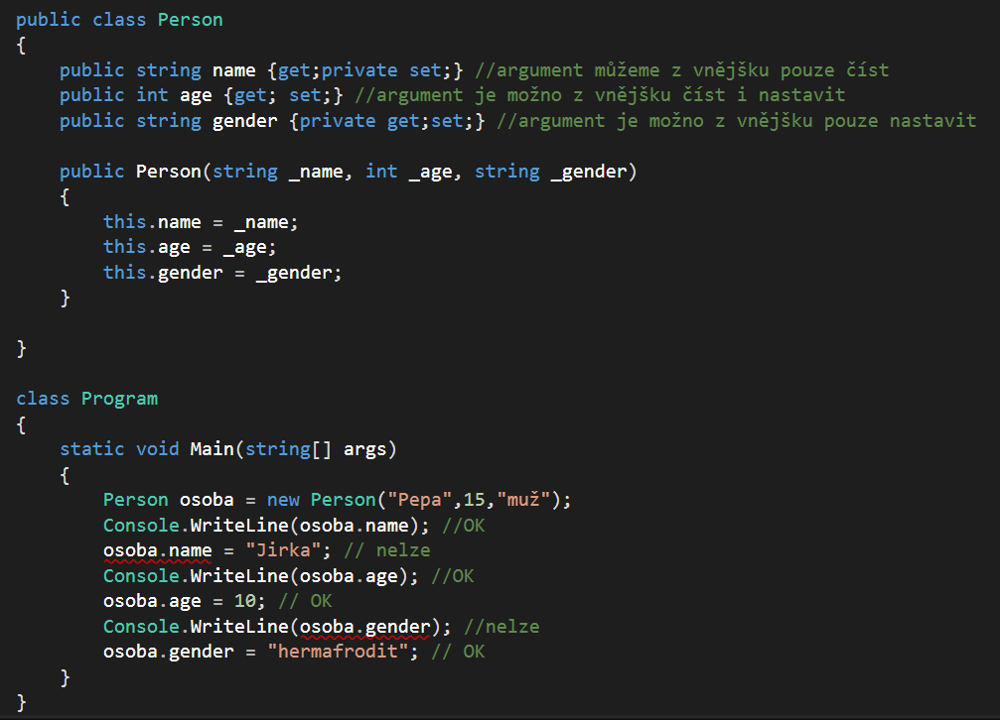 public class Person
{
    public string name {get;private set;} //argument můžeme z vnějšku pouze číst
    public int age {get; set;} //argument je možno z vnějšku číst i nastavit
    public string gender {private get;set;} //argument je možno z vnějšku pouze nastavit

    public Person(string _name, int _age, string _gender)
    {
        this.name = _name;
        this.age = _age;
        this.gender = _gender;
    }

}

class Program
{
    static void Main(string[] args)
    {
        Person osoba = new Person("Pepa",15,"muž");
        Console.WriteLine(osoba.name); //OK
        osoba.name = "Jirka"; // nelze
        Console.WriteLine(osoba.age); //OK
        osoba.age = 10; // OK
        Console.WriteLine(osoba.gender); //nelze
        osoba.gender = "hermafrodit"; // OK
    }
}